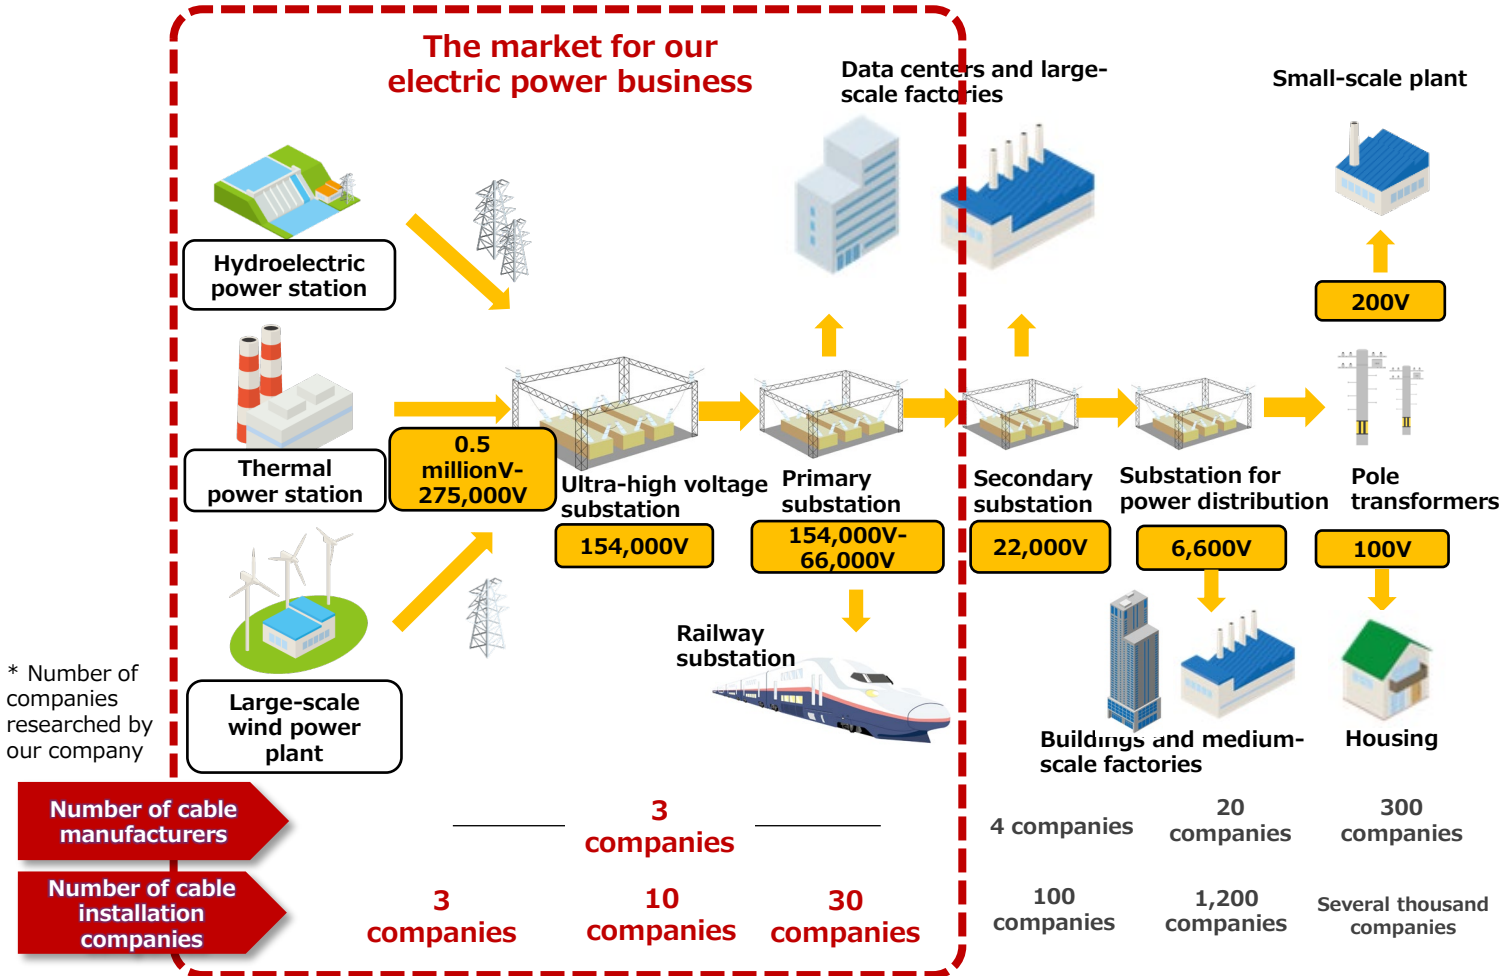 The market for our
electric power business
Data centers and large-
scale factories
Small-scale plant
Hydroelectric
power station
200V
Thermal
power station
0.5
millionV-
275,000V
Ultra-high voltage
substation
154,000V
Primary
substation
154,000V-
66,000V
Secondary
substation
22,000V
Substation for
power distribution
6,600V
Pole
transformers
100V
Railway
substation
Large-scale
wind power
plant
* Number of
companies
researched by
our company
Buildings and medium-
scale factories
Housing
Number of cable
manufacturers
3
companies
4 companies
20
companies
300
companies
Number of cable
installation
companies
3
companies
10
companies
30
companies
100
companies
1,200
companies
Several thousand
companies